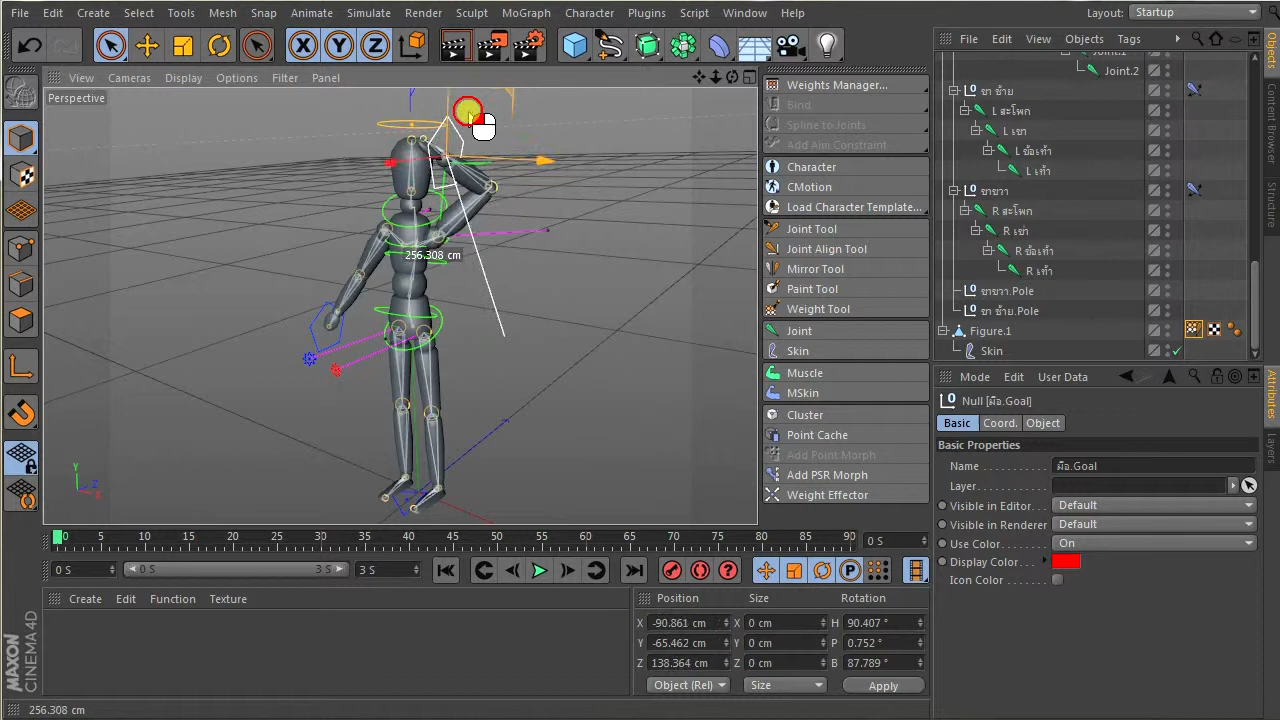 File Edit Create Select Tools Mesh Snap Animate Simulate Render Sculpt MoGraph Character Plugins Script Window Help
Layout: Startup
X Y Z
File Edit View Objects Tags
View Cameras Display Options Filter Panel
Perspective
256.308 cm
Y
Z
X
Weights Manager...
Bind
Spline to Joints
Add Aim Constraint
Character
CMotion
Load Character Template...
Joint Tool
Joint Align Tool
Mirror Tool
Paint Tool
Weight Tool
Joint
Skin
Muscle
MSkin
Cluster
Point Cache
Add Point Morph
Add PSR Morph
Weight Effector
Joint.1
Joint.2
ขา ซ้าย
L สะโพก
L เขา
L ข้อเท้า
L เท้า
ขาขวา
R สะโพก
R เข่า
R ข้อเท้า
R เท้า
ขาขวา.Pole
ขา ซ้าย.Pole
Figure.1
Skin
Objects
Content Browser
Structure
Mode Edit User Data
Null [มือ.Goal]
Basic Coord. Object
Basic Properties
Name มือ.Goal
Layer
Visible in Editor Default
Visible in Renderer Default
Use Color On
Display Color
Icon Color
Attributes
Layers
0 5 10 15 20 25 30 35 40 45 50 55 60 65 70 75 80 85 90 0 S
0 S 0 S 3 S 3 S
P
Create Edit Function Texture
Position Size Rotation
X -90.861 cm X 0 cm H 90.407 °
Y -65.462 cm Y 0 cm P 0.752 °
Z 138.364 cm Z 0 cm B 87.789 °
Object (Rel) Size Apply
MAXON
CINEMA 4D
256.308 cm